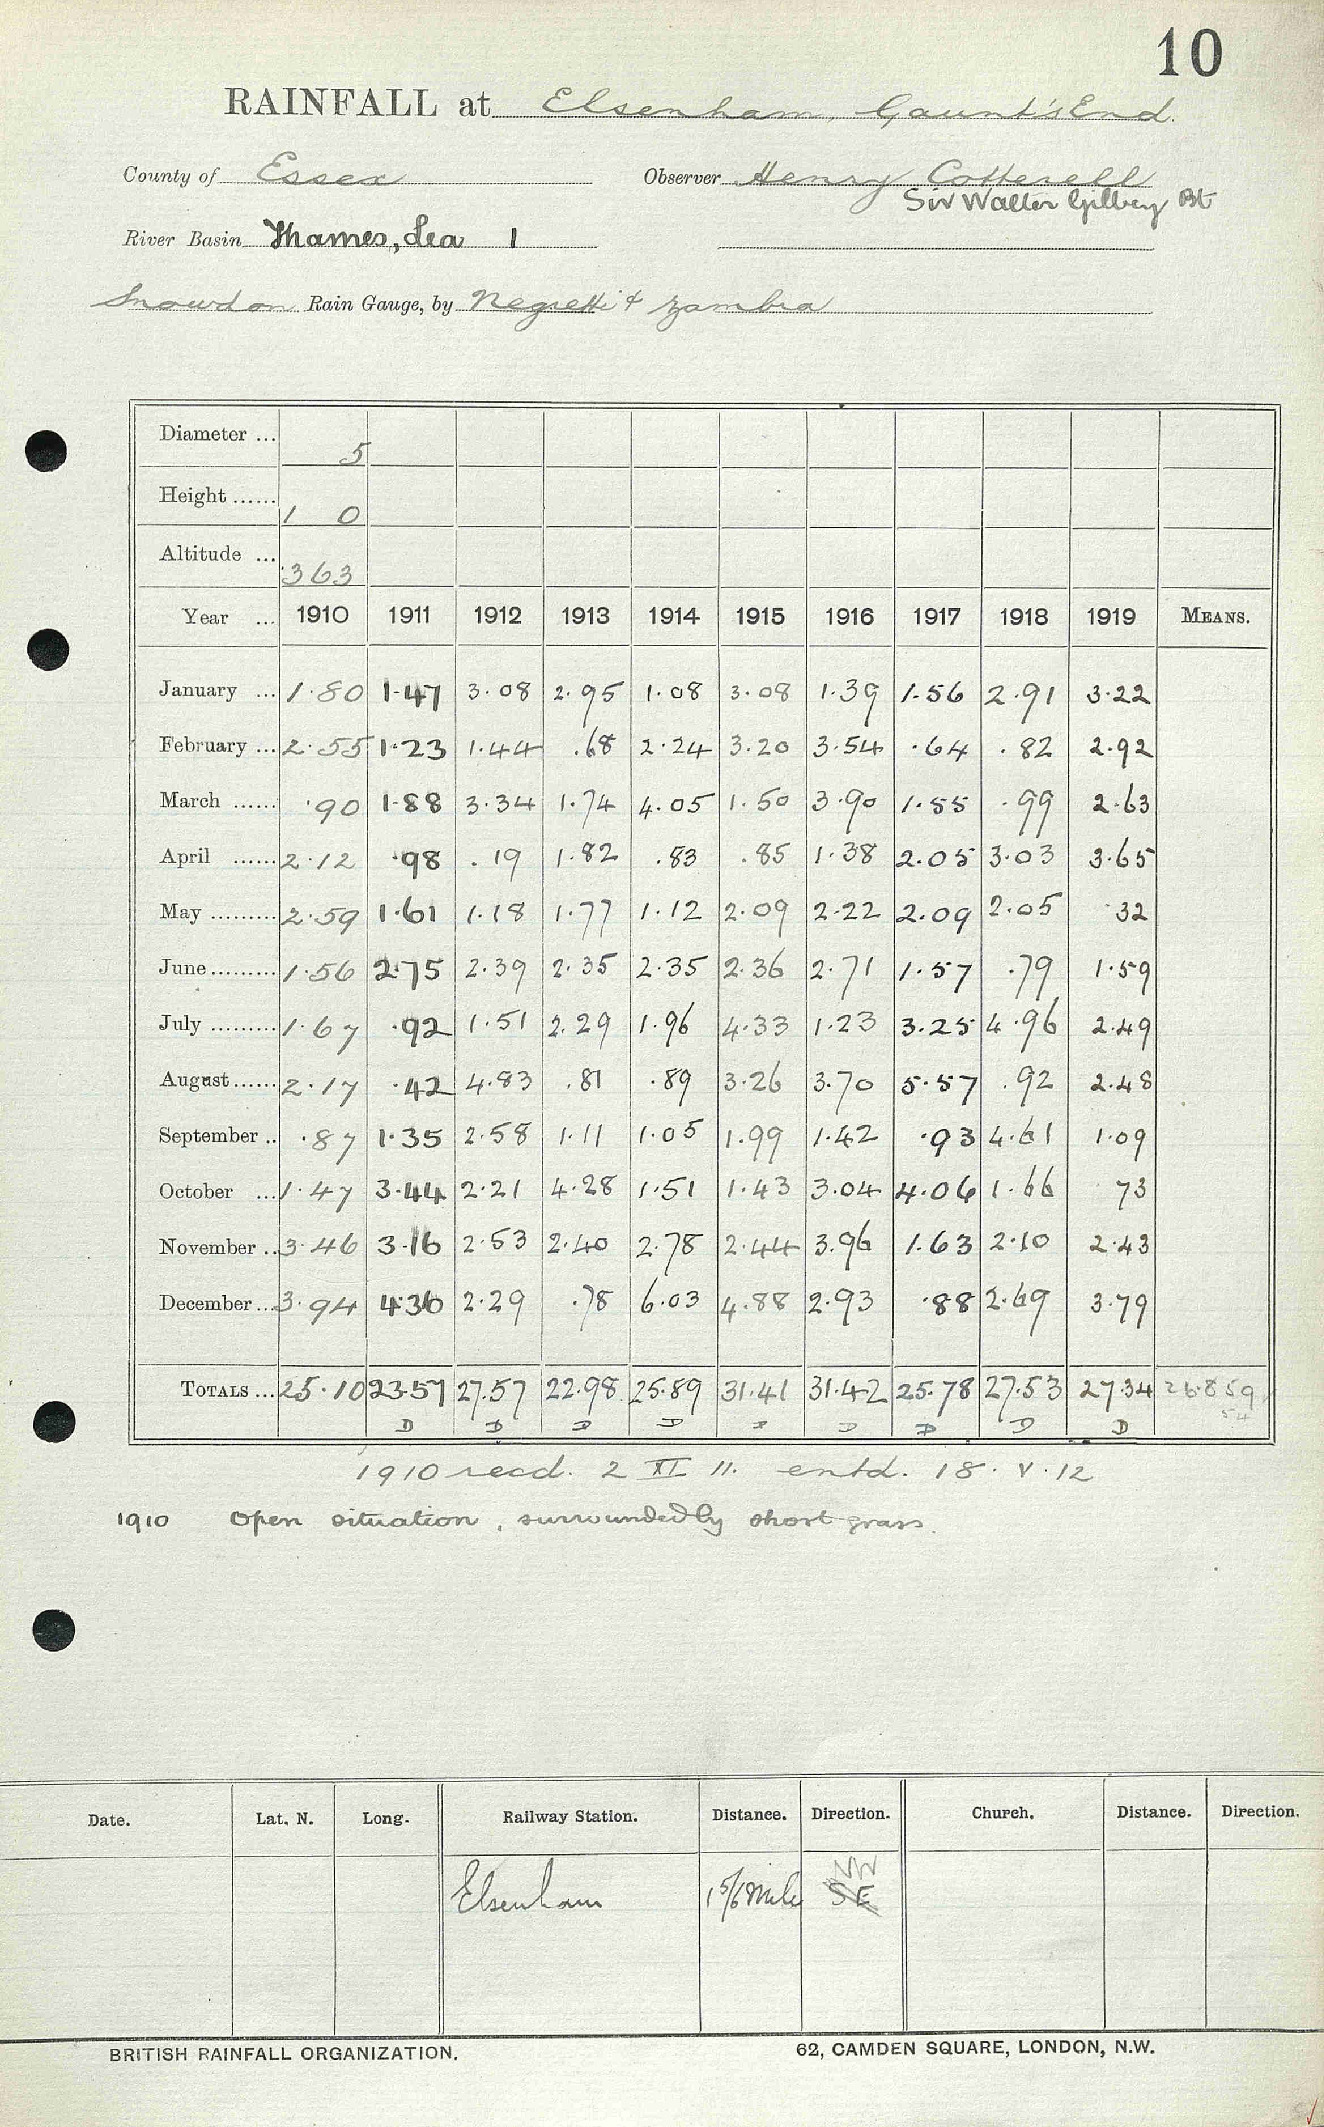 10
RAINFALL at Elsenham, Gaunt's End.
County of Essex Observer Henry Cotterell
Sir Walter Gilbey Bt
River Basin Thames, Lea 1
Snowdon Rain Gauge, by Negretti & Zambra
Diameter ... 5
Height ...... 1 0
Altitude ... 363
Year ... 1910 1911 1912 1913 1914 1915 1916 1917 1918 1919 MEANS.
January ... 1.80 1.47 3.08 2.95 1.08 3.08 1.39 1.56 2.91 3.22
February ... 2.55 1.23 1.44 .68 2.24 3.20 3.54 .64 .82 2.92
March ...... .90 1.88 3.34 1.74 4.05 1.50 3.90 1.55 .99 2.63
April ...... 2.12 .98 .19 1.82 .83 .85 1.38 2.05 3.03 3.65
May ......... 2.59 1.61 1.18 1.77 1.12 2.09 2.22 2.09 2.05 .32
June ......... 1.56 2.75 2.39 2.35 2.35 2.36 2.71 1.57 .79 1.59
July ......... 1.67 .92 1.51 2.29 1.96 4.33 1.23 3.25 4.96 2.49
August ...... 2.17 .42 4.83 .81 .89 3.26 3.70 5.57 .92 2.48
September .. .87 1.35 2.58 1.11 1.05 1.99 1.42 .93 4.61 1.09
October ... 1.47 3.44 2.21 4.28 1.51 1.43 3.04 4.06 1.66 73
November .. 3.46 3.16 2.53 2.40 2.78 2.44 3.96 1.63 2.10 2.43
December ... 3.94 4.36 2.29 .78 6.03 4.88 2.93 .88 2.69 3.79
TOTALS ... 25.10 23.57 27.57 22.98 25.89 31.41 31.42 25.78 27.53 27.34 26.859
D D D D D D D D D 54
1910 recd. 2 XI 11. entd. 18.V.12
1910 Open situation, surrounded by short grass.
Date. Lat. N. Long. Railway Station. Distance. Direction. Church. Distance. Direction.
Elsenham 1 5/8 Mile SE
BRITISH RAINFALL ORGANIZATION. 62, CAMDEN SQUARE, LONDON, N.W.